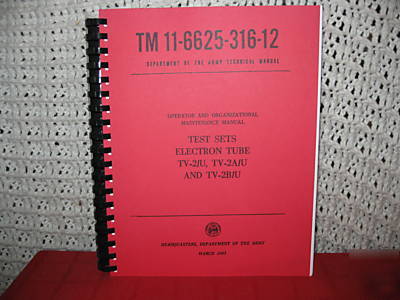 TM 11-6625-316-12
DEPARTMENT OF THE ARMY TECHNICAL MANUAL
OPERATOR AND ORGANIZATIONAL
MAINTENANCE MANUAL
TEST SETS
ELECTRON TUBE
TV-2/U, TV-2A/U
AND TV-2B/U
HEADQUARTERS, DEPARTMENT OF THE ARMY
MARCH